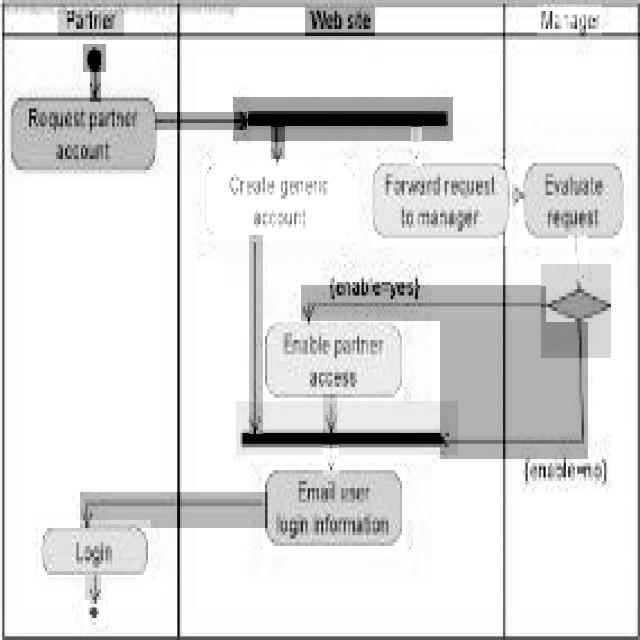 Partner
Web site
Manager
Request partner
account
Create generic
account
Forward request
to manager
Evaluate
request
{enable=yes}
Enable partner
access
{enable=no}
Email user
login information
Login